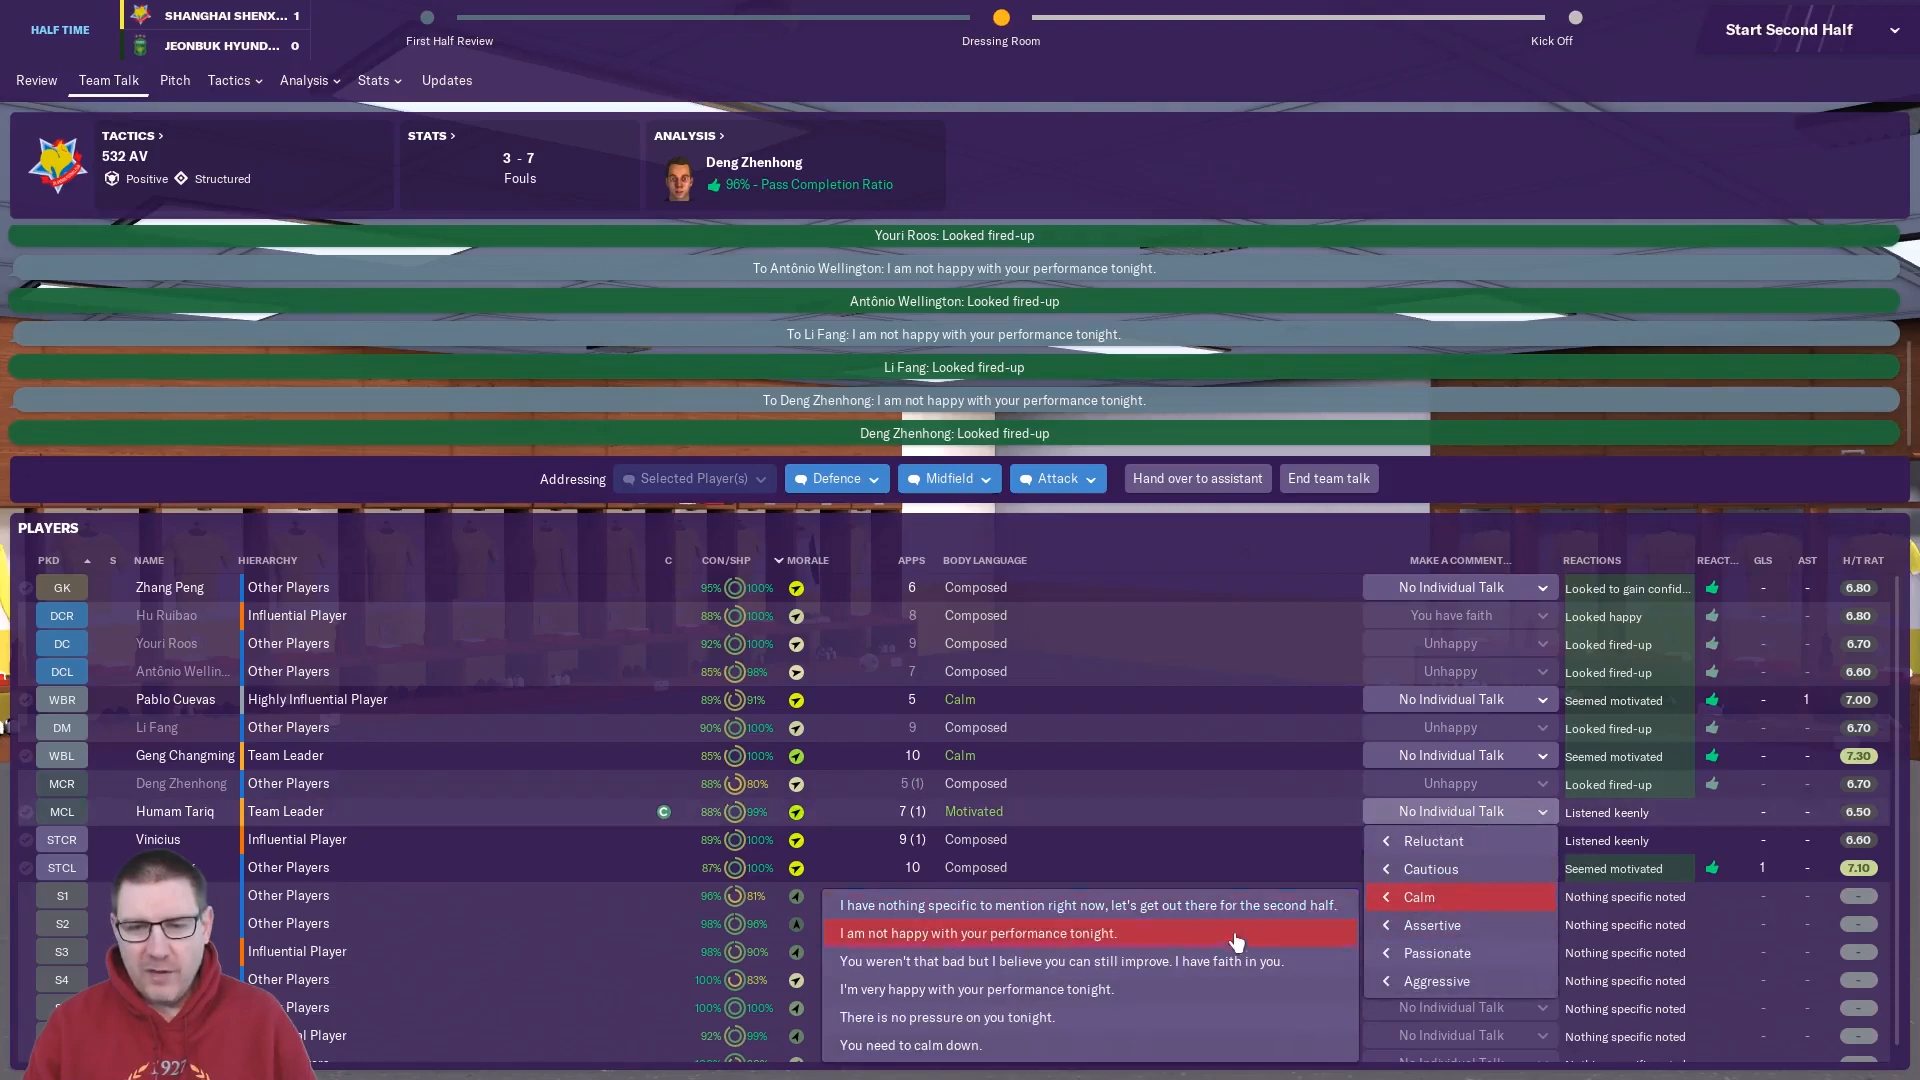 HALF TIME
SHANGHAI SHENX... 1
JEONBUK HYUND... 0
First Half Review
Dressing Room
Kick Off
Start Second Half
Review Team Talk Pitch Tactics Analysis Stats Updates
TACTICS >
532 AV
Positive Structured
STATS >
3 - 7
Fouls
ANALYSIS >
Deng Zhenhong
96% - Pass Completion Ratio
Youri Roos: Looked fired-up
To Antônio Wellington: I am not happy with your performance tonight.
Antônio Wellington: Looked fired-up
To Li Fang: I am not happy with your performance tonight.
Li Fang: Looked fired-up
To Deng Zhenhong: I am not happy with your performance tonight.
Deng Zhenhong: Looked fired-up
Addressing Selected Player(s) Defence Midfield Attack Hand over to assistant End team talk
PLAYERS
PKD S NAME HIERARCHY C CON/SHP MORALE APPS BODY LANGUAGE MAKE A COMMENT... REACTIONS REACT... GLS AST H/T RAT
GK Zhang Peng Other Players 95% 100% 6 Composed No Individual Talk Looked to gain confid... - - 6.80
DCR Hu Ruibao Influential Player 88% 100% 8 Composed You have faith Looked happy - - 6.80
DC Youri Roos Other Players 92% 100% 9 Composed Unhappy Looked fired-up - - 6.70
DCL Antônio Wellin... Other Players 85% 98% 7 Composed Unhappy Looked fired-up - - 6.60
WBR Pablo Cuevas Highly Influential Player 89% 91% 5 Calm No Individual Talk Seemed motivated - 1 7.00
DM Li Fang Other Players 90% 100% 9 Composed Unhappy Looked fired-up - - 6.70
WBL Geng Changming Team Leader 85% 100% 10 Calm No Individual Talk Seemed motivated - - 7.30
MCR Deng Zhenhong Other Players 88% 80% 5 (1) Composed Unhappy Looked fired-up - - 6.70
MCL Humam Tariq Team Leader C 88% 99% 7 (1) Motivated No Individual Talk Listened keenly - - 6.50
STCR Vinicius Influential Player 89% 100% 9 (1) Composed Reluctant Listened keenly - - 6.60
STCL Other Players 87% 100% 10 Composed Cautious Seemed motivated 1 - 7.10
S1 Other Players 96% 81% I have nothing specific to mention right now, let's get out there for the second half. Calm Nothing specific noted - - -
S2 Other Players 98% 96% I am not happy with your performance tonight. Assertive Nothing specific noted - - -
S3 Influential Player 98% 90% You weren't that bad but I believe you can still improve. I have faith in you. Passionate Nothing specific noted - - -
S4 Other Players 100% 83% I'm very happy with your performance tonight. Aggressive Nothing specific noted - - -
Players 100% 100% There is no pressure on you tonight. No Individual Talk Nothing specific noted - - -
Player 92% 99% You need to calm down. No Individual Talk Nothing specific noted - - -
1927